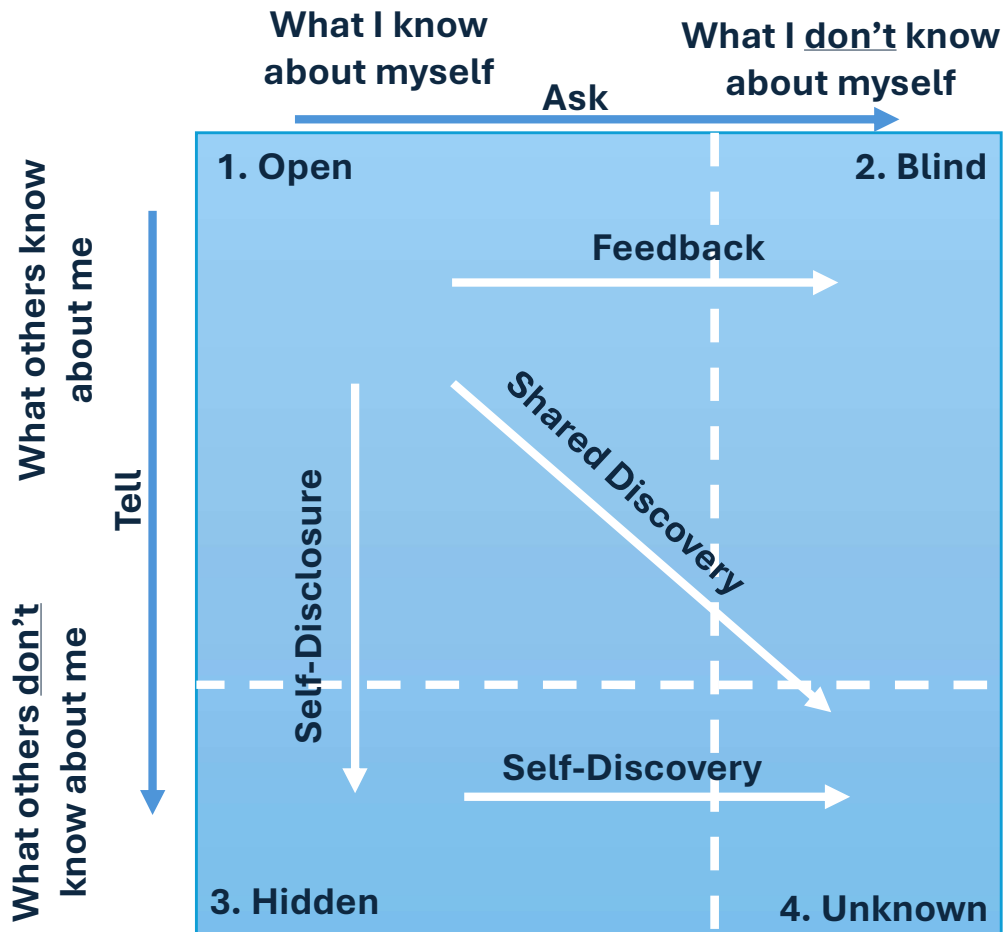 What I know
about myself
What I don’t know
about myself
Ask
1. Open
2. Blind
What others know
about me
Feedback
Shared Discovery
Tell
Self-Disclosure
What others don’t
know about me
Self-Discovery
3. Hidden
4. Unknown